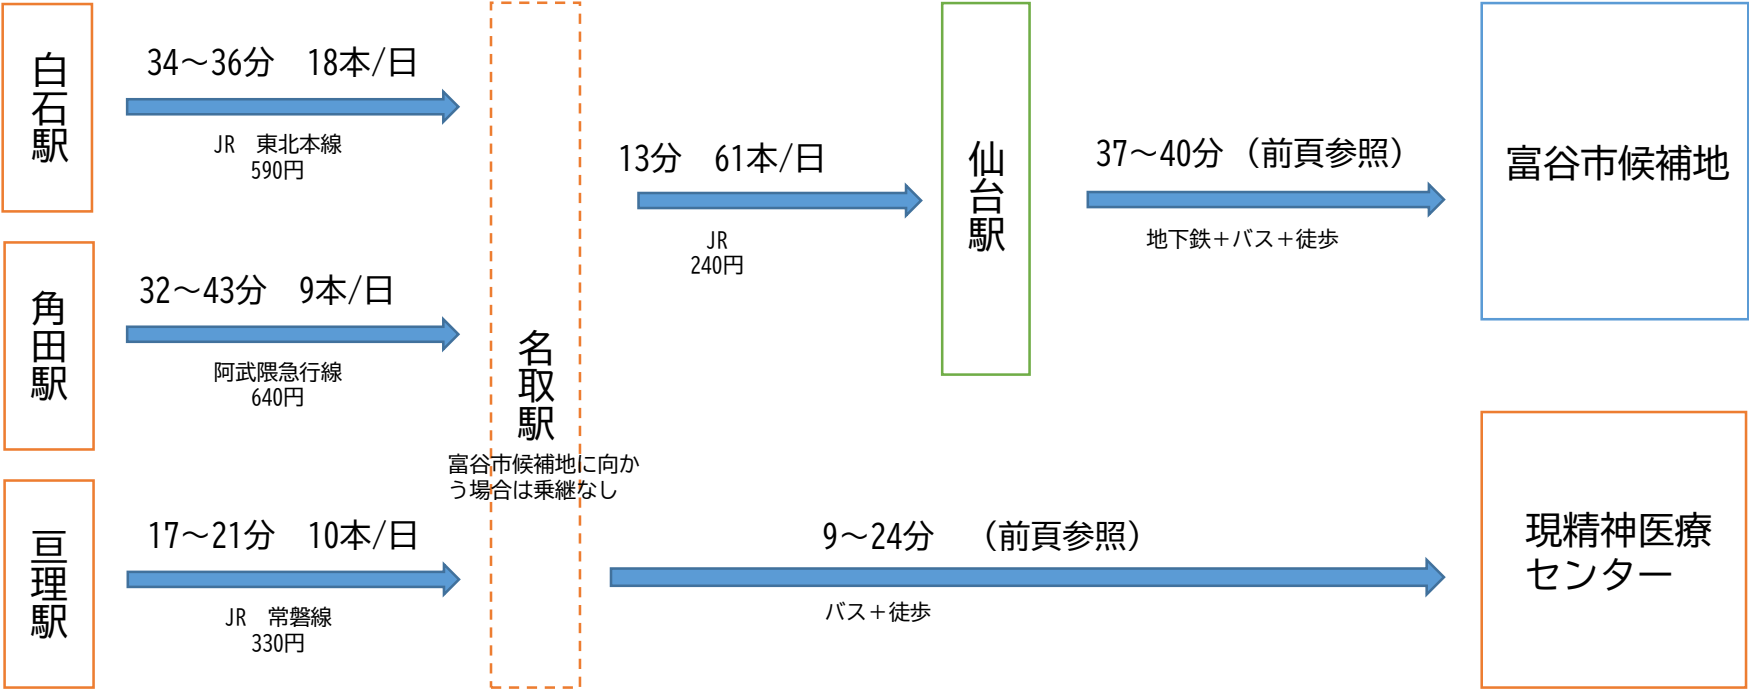 白石駅
34～36分　18本/日
JR　東北本線
590円
角田駅
32～43分　9本/日
阿武隈急行線
640円
亘理駅
17～21分　10本/日
JR　常磐線
330円
名取駅
富谷市候補地に向か
う場合は乗継なし
13分　61本/日
JR
240円
仙台駅
37～40分（前頁参照）
地下鉄＋バス＋徒歩
富谷市候補地
9～24分　（前頁参照）
バス＋徒歩
現精神医療
センター